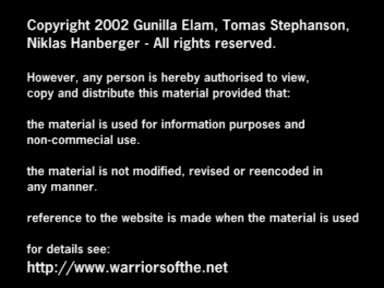 Copyright 2002 Gunilla Elam, Tomas Stephanson,
Niklas Hanberger - All rights reserved.
However, any person is hereby authorised to view,
copy and distribute this material provided that:
the material is used for information purposes and
non-commecial use.
the material is not modified, revised or reencoded in
any manner.
reference to the website is made when the material is used
for details see:
http://www.warriorsofthe.net